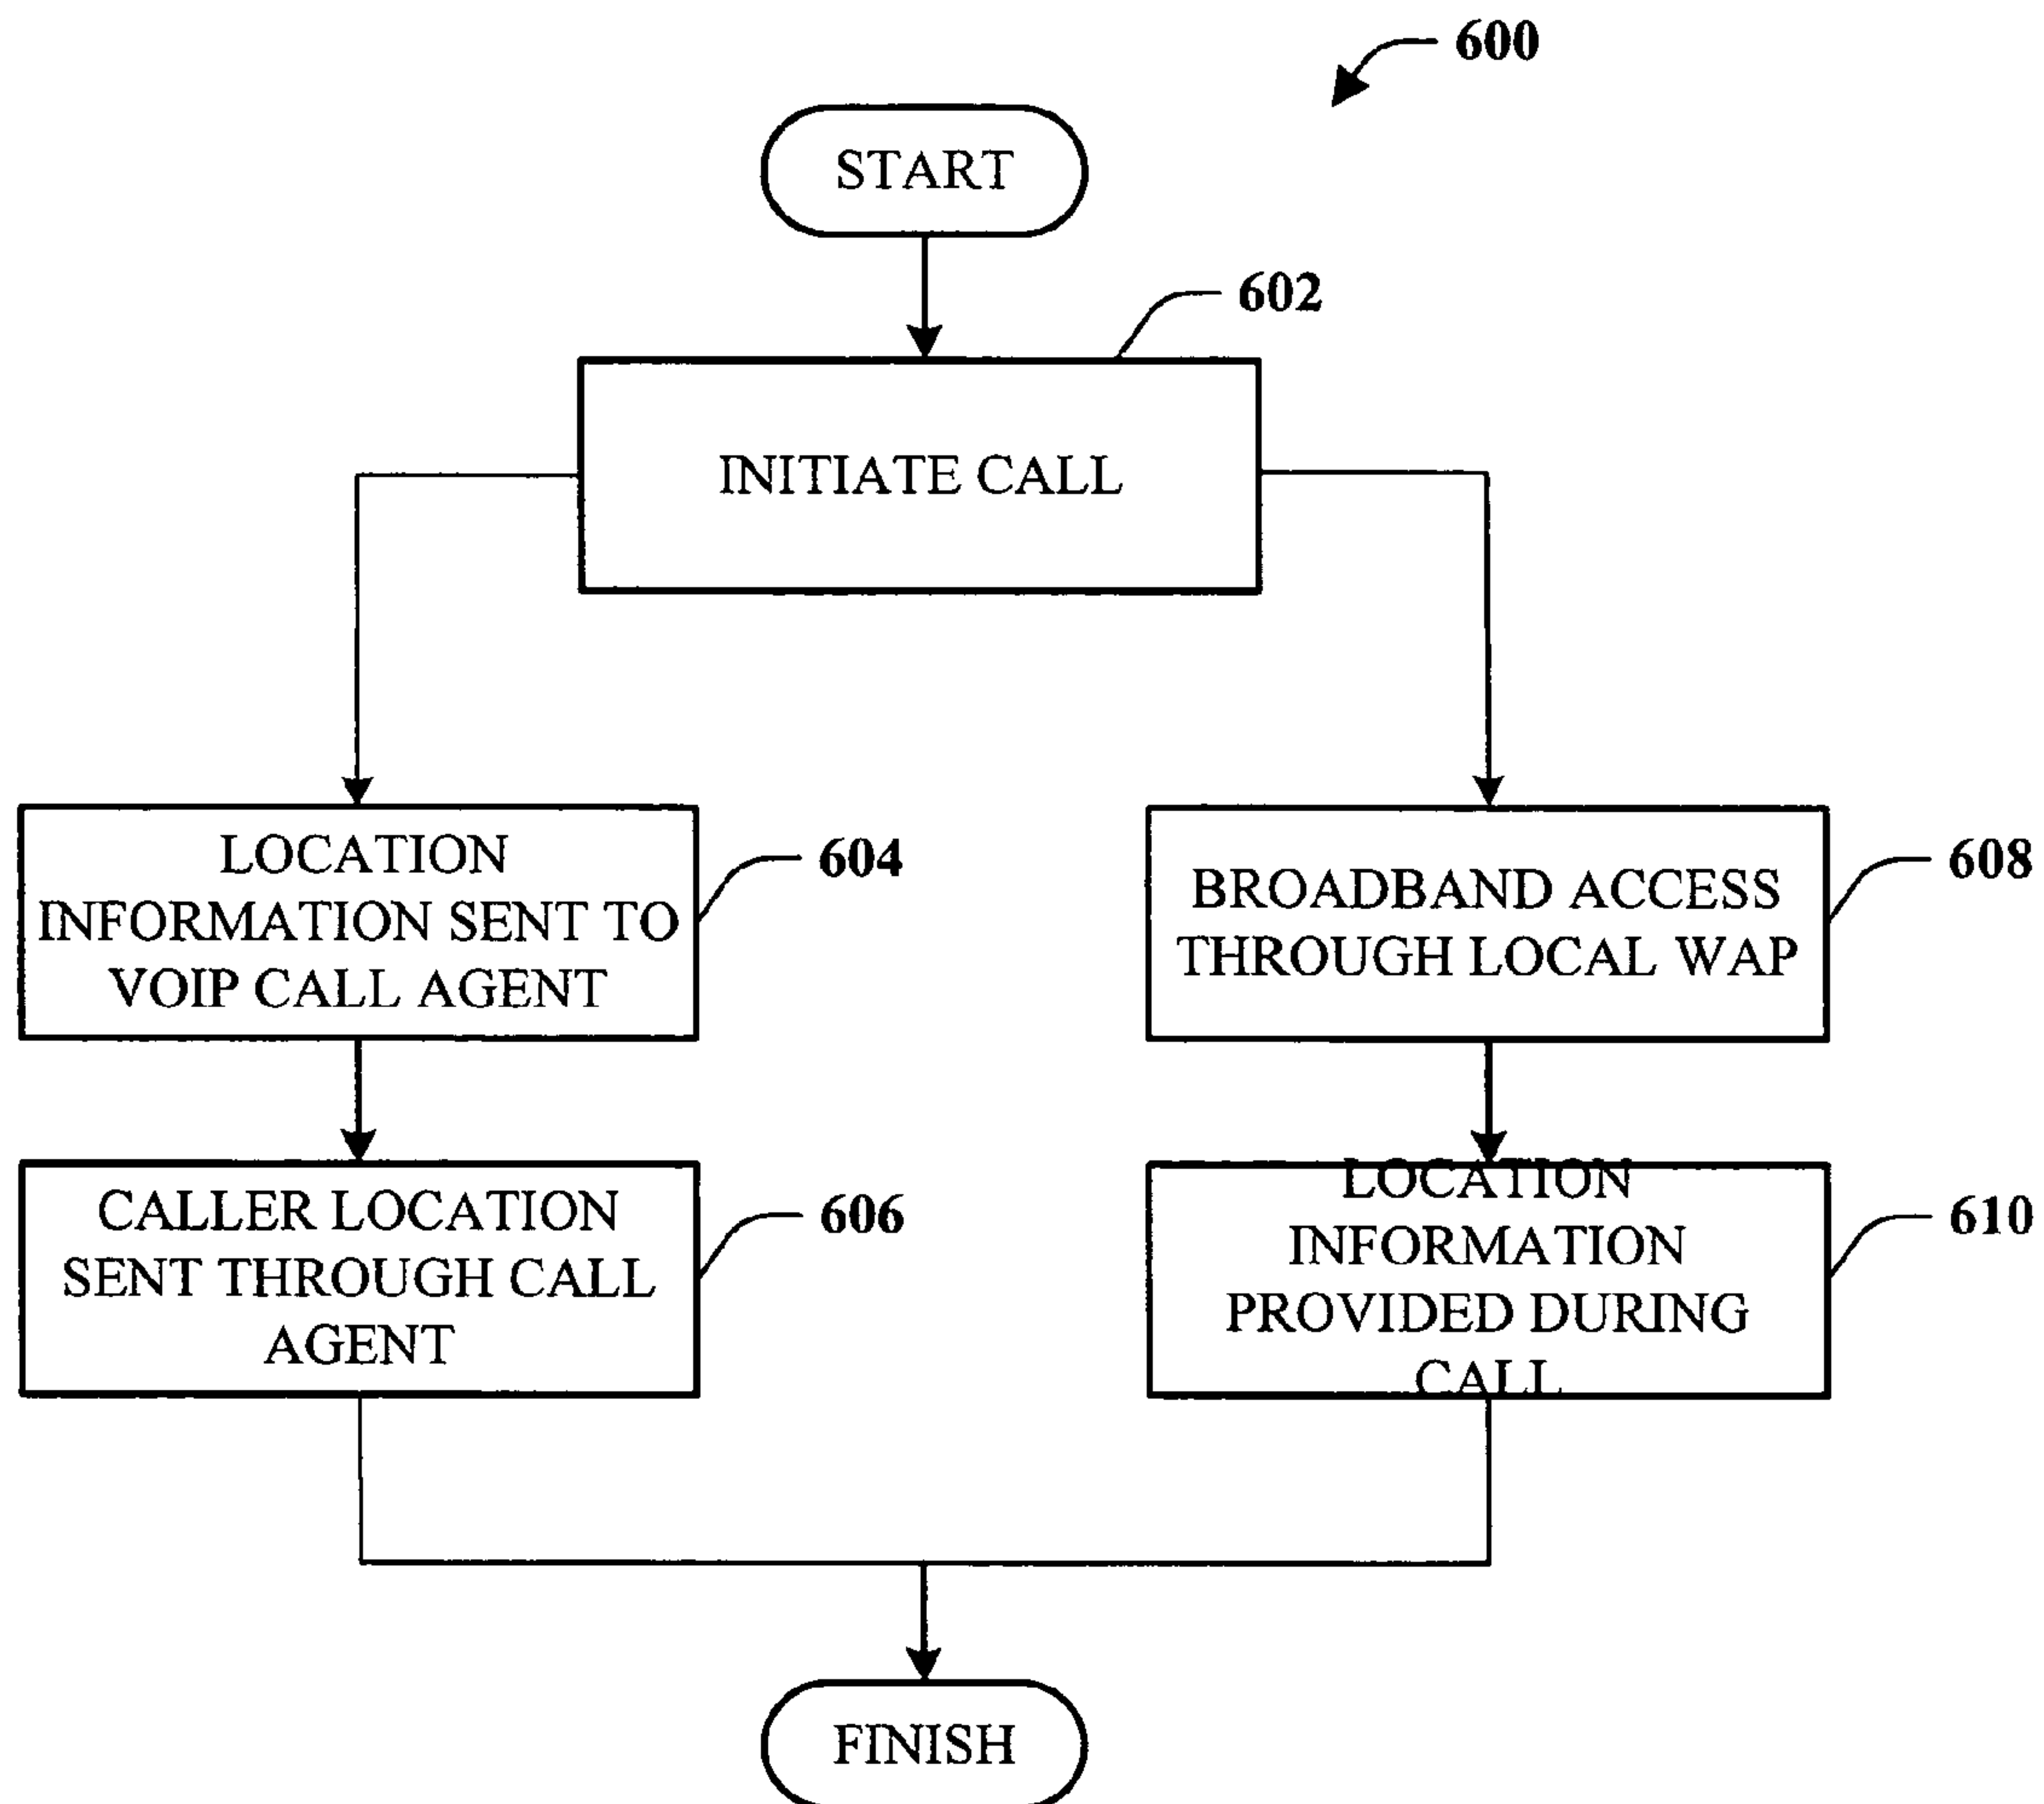 600
START
602
INITIATE CALL
LOCATION
INFORMATION SENT TO
VOIP CALL AGENT
604
BROADBAND ACCESS
THROUGH LOCAL WAP
608
CALLER LOCATION
SENT THROUGH CALL
AGENT
606
LOCATION
INFORMATION
PROVIDED DURING
CALL
610
FINISH